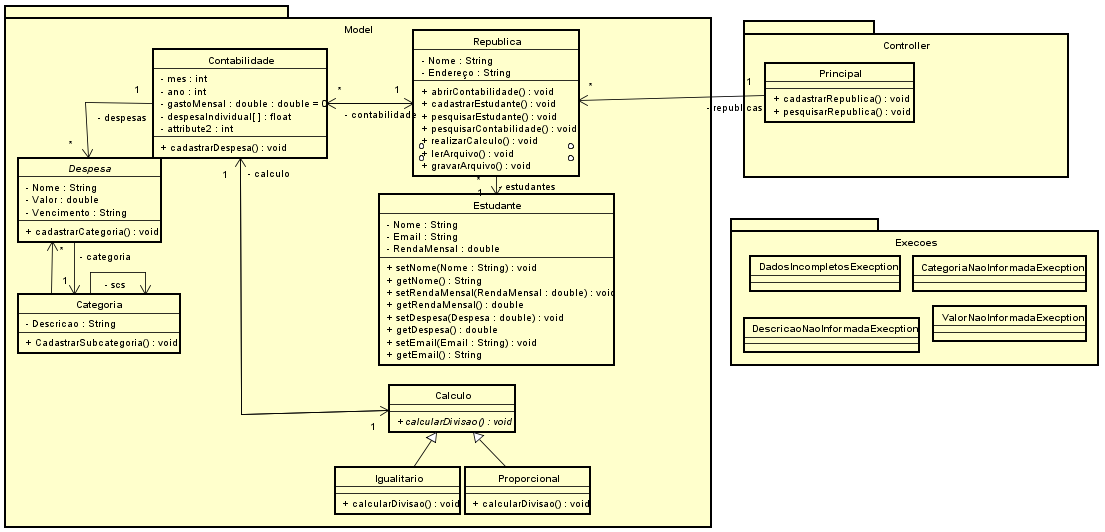 Model
Contabilidade
- mes : int
- ano : int
- gastoMensal : double : double = 0
- despesaIndividual[ ] : float
- attribute2 : int
+ cadastrarDespesa() : void
Republica
- Nome : String
- Endereço : String
+ abrirContabilidade() : void
+ cadastrarEstudante() : void
+ pesquisarEstudante() : void
+ pesquisarContabilidade() : void
+ realizarCalculo() : void
+ lerArquivo() : void
+ gravarArquivo() : void
Controller
Principal
+ cadastrarRepublica() : void
+ pesquisarRepublica() : void
1
- despesas
*
*
1
- contabilidade
*
1
- republicas
1
- calculo
1
*
1
- estudantes
Despesa
- Nome : String
- Valor : double
- Vencimento : String
+ cadastrarCategoria() : void
*
- categoria
1
- scs
Categoria
- Descricao : String
+ CadastrarSubcategoria() : void
Estudante
- Nome : String
- Email : String
- RendaMensal : double
+ setNome(Nome : String) : void
+ getNome() : String
+ setRendaMensal(RendaMensal : double) : void
+ getRendaMensal() : double
+ setDespesa(Despesa : double) : void
+ getDespesa() : double
+ setEmail(Email : String) : void
+ getEmail() : String
Execoes
DadosIncompletosExecption
CategoriaNaoInformadaExecption
DescricaoNaoInformadaExecption
ValorNaoInformadaExecption
Calculo
+ calcularDivisao() : void
Igualitario
+ calcularDivisao() : void
Proporcional
+ calcularDivisao() : void